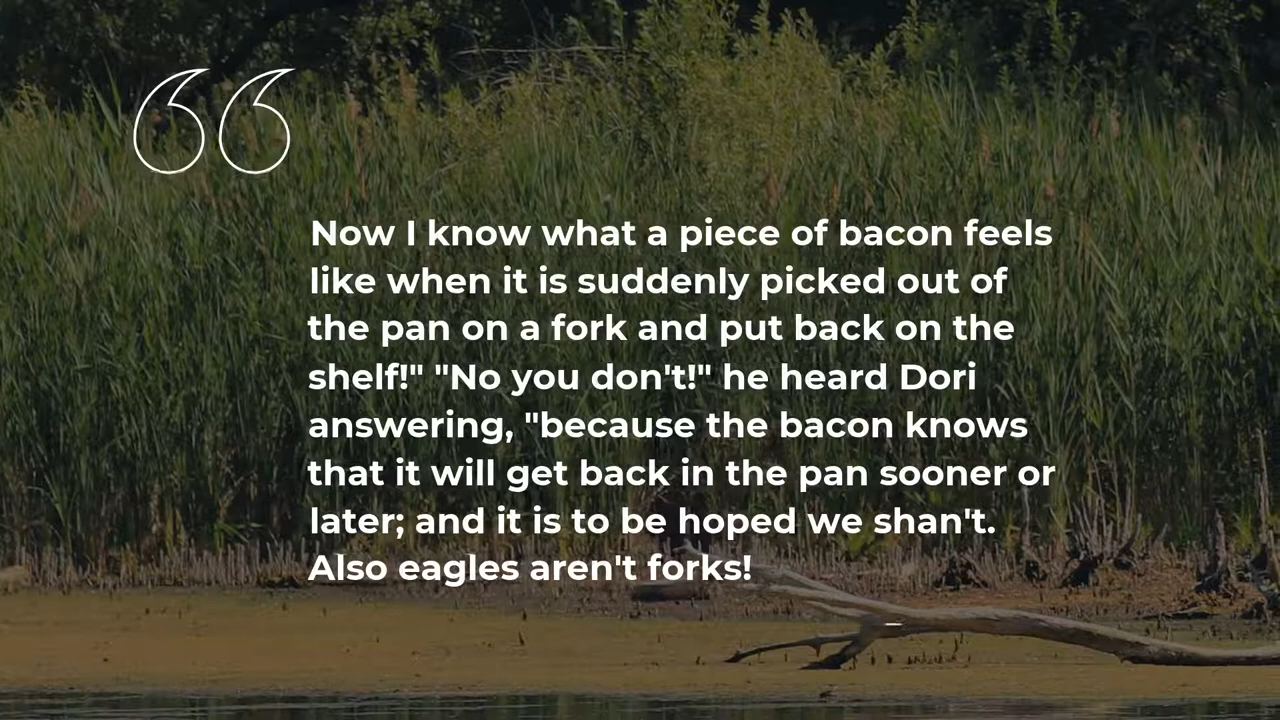 Now I know what a piece of bacon feels
like when it is suddenly picked out of
the pan on a fork and put back on the
shelf!" "No you don't!" he heard Dori
answering, "because the bacon knows
that it will get back in the pan sooner or
later; and it is to be hoped we shan't.
Also eagles aren't forks!